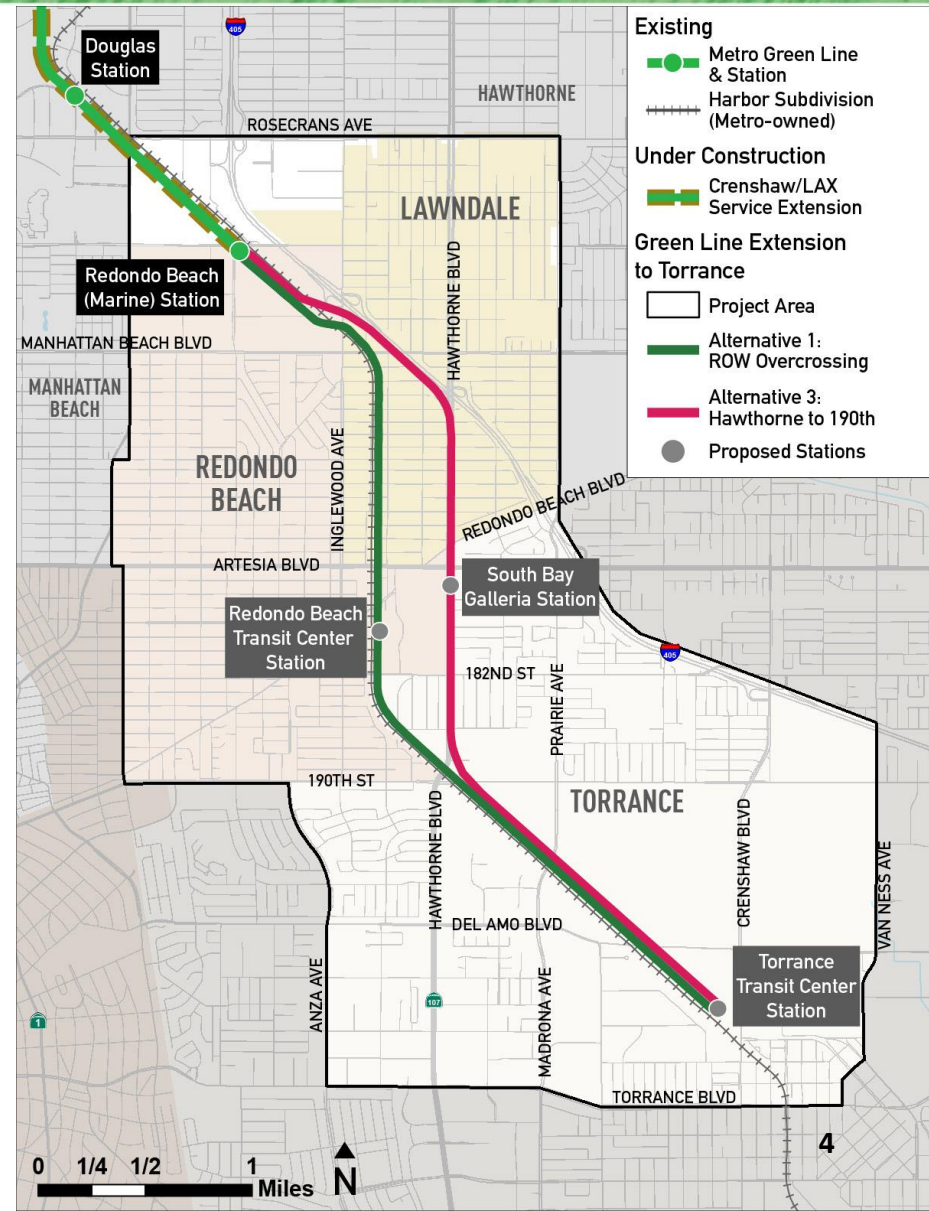 405
Douglas
Station
HAWTHORNE
ROSECRANS AVE
LAWNDALE
HAWTHORNE BLVD
Redondo Beach
(Marine) Station
MANHATTAN BEACH BLVD
MANHATTAN
BEACH
REDONDO
BEACH
INGLEWOOD AVE
REDONDO BEACH BLVD
ARTESIA BLVD
South Bay
Galleria Station
Redondo Beach
Transit Center
Station
182ND ST
PRAIRIE AVE
405
190TH ST
TORRANCE
HAWTHORNE BLVD
CRENSHAW BLVD
VAN NESS AVE
DEL AMO BLVD
ANZA AVE
107
MADRONA AVE
Torrance
Transit Center
Station
1
TORRANCE BLVD
4
0 1/4 1/2 1
Miles
N
Existing
Metro Green Line
& Station
Harbor Subdivision
(Metro-owned)
Under Construction
Crenshaw/LAX
Service Extension
Green Line Extension
to Torrance
Project Area
Alternative 1:
ROW Overcrossing
Alternative 3:
Hawthorne to 190th
Proposed Stations